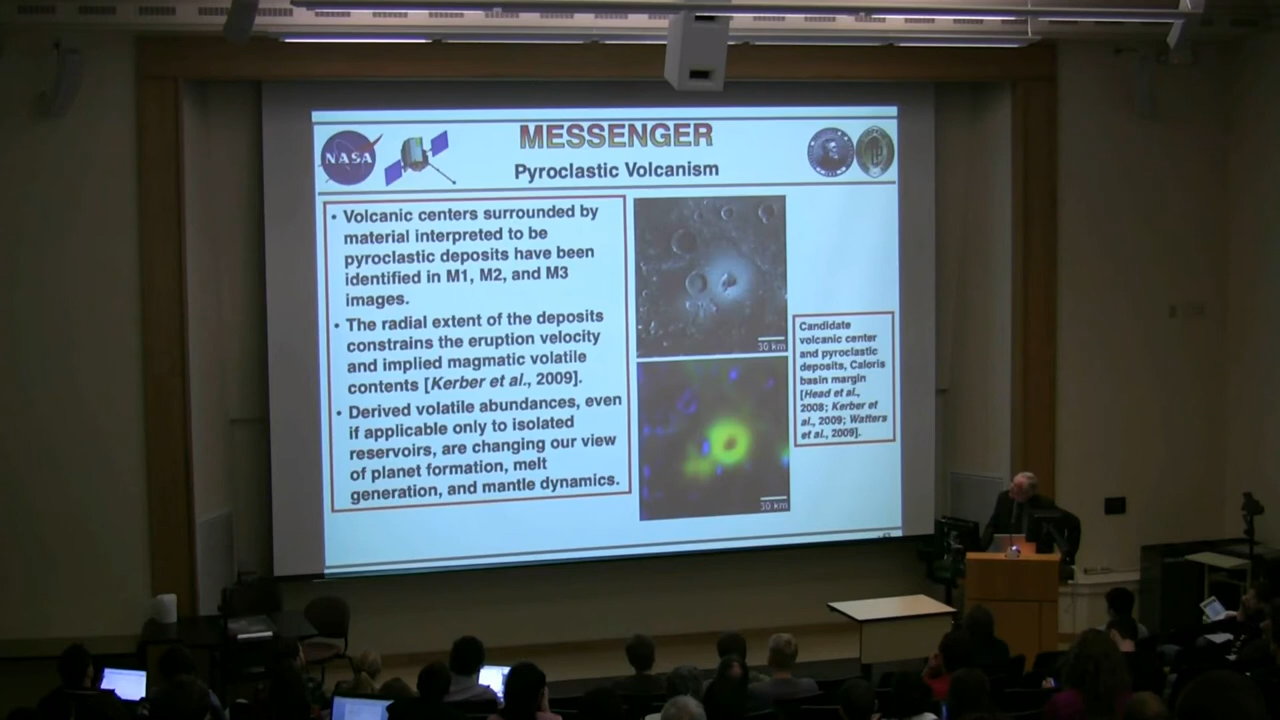 MESSENGER
NASA
Pyroclastic Volcanism
• Volcanic centers surrounded by
material interpreted to be
pyroclastic deposits have been
identified in M1, M2, and M3
images.
• The radial extent of the deposits
constrains the eruption velocity
and implied magmatic volatile
contents [Kerber et al., 2009].
• Derived volatile abundances, even
if applicable only to isolated
reservoirs, are changing our view
of planet formation, melt
generation, and mantle dynamics.
30 km
30 km
Candidate
volcanic center
and pyroclastic
deposits, Caloris
basin margin
[Head et al.,
2008; Kerber et
al., 2009; Watters
et al., 2009].